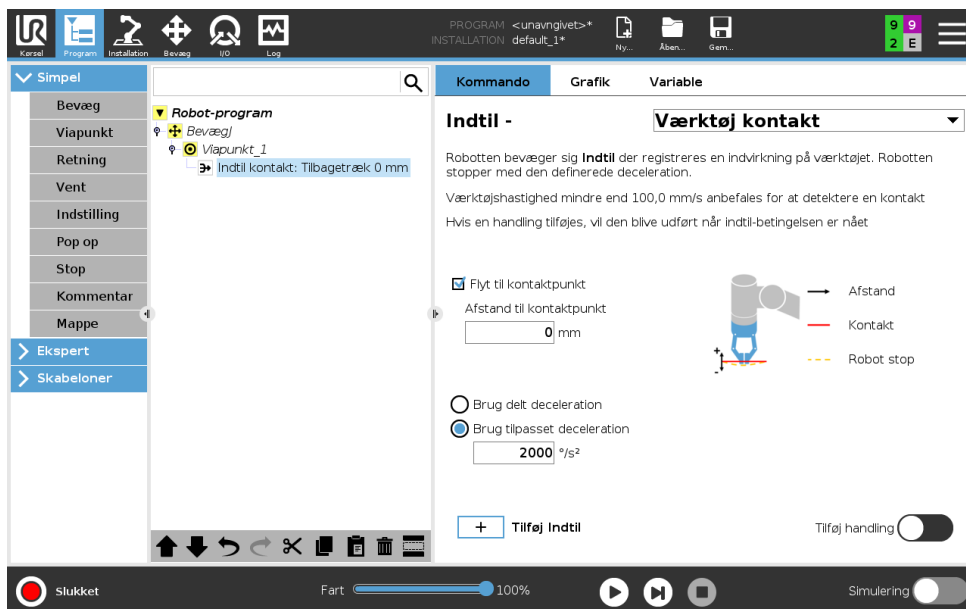 UR
PROGRAM <unavngivet>*
INSTALLATION default_1*
Kørsel Program Installation Bevæg I/O Log Ny... Åben... Gem...
9 9
2 E
Simpel
Bevæg
Viapunkt
Retning
Vent
Indstilling
Pop op
Stop
Kommentar
Mappe
Ekspert
Skabeloner
Robot-program
BevægJ
Viapunkt_1
Indtil kontakt: Tilbagetræk 0 mm
Kommando Grafik Variable
Indtil - Værktøj kontakt
Robotten bevæger sig Indtil der registreres en indvirkning på værktøjet. Robotten
stopper med den definerede deceleration.
Værktøjshastighed mindre end 100,0 mm/s anbefales for at detektere en kontakt
Hvis en handling tilføjes, vil den blive udført når indtil-betingelsen er nået
Flyt til kontaktpunkt
Afstand til kontaktpunkt
0 mm
Afstand
Kontakt
Robot stop
+
-
Brug delt deceleration
Brug tilpasset deceleration
2000 °/s²
+ Tilføj Indtil
Tilføj handling
Slukket
Fart 100%
Simulering